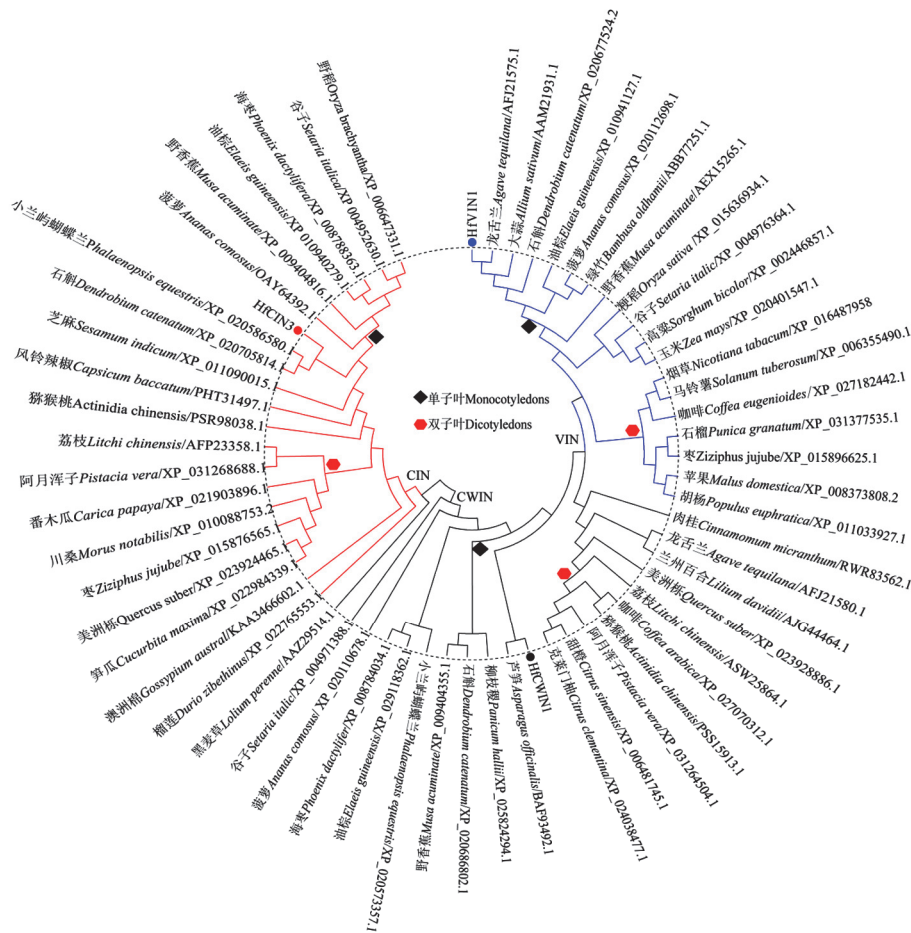 HfVIN1
龙舌兰Agave tequilana/AFJ21575.1
大蒜Allium sativum/AAM21931.1
石斛Dendrobium catenatum/XP_020677524.2
油棕Elaeis guineensis/XP_010941127.1
菠萝Ananas comosus/XP_020112698.1
绿竹Bambusa oldhamii/ABB77251.1
野香蕉Musa acuminate/AEX15265.1
粳稻Oryza sativa/XP_015636934.1
谷子Setaria italic/XP_004976364.1
高粱Sorghum bicolor/XP_002446857.1
玉米Zea mays/XP_020401547.1
烟草Nicotiana tabacum/XP_016487958
马铃薯Solanum tuberosum/XP_006355490.1
咖啡Coffea eugenioides/XP_027182442.1
石榴Punica granatum/XP_031377535.1
枣Ziziphus jujube/XP_015896625.1
苹果Malus domestica/XP_008373808.2
胡杨Populus euphratica/XP_011033927.1
肉桂Cinnamomum micranthum/RWR83562.1
龙舌兰Agave tequilana/AFJ21580.1
兰州百合Lilium davidii/AJG44464.1
美洲栎Quercus suber/XP_023928886.1
荔枝Litchi chinensis/ASW25864.1
咖啡Coffea arabica/XP_027070312.1
猕猴桃Actinidia chinensis/PSS15913.1
阿月浑子Pistacia vera/XP_031264504.1
甜橙Citrus sinensis/XP_006481745.1
克莱门柚Citrus clementina/XP_024038477.1
HfCWIN1
芦笋Asparagus officinalis/BAF93492.1
柳枝稷Panicum hallii/XP_025824294.1
石斛Dendrobium catenatum/XP_020686802.1
野香蕉Musa acuminate/XP_009404355.1
小兰屿蝴蝶兰Phalaenopsis equestris/XP_020573357.1
油棕Elaeis guineensis/XP_029118362.1
海枣Phoenix dactylifer/XP_008784034.1
菠萝Ananas comosus/ XP_020110678.1
谷子Setaria italic/XP_004971388.1
黑麦草Lolium perenne/AAZ29514.1
榴莲Durio zibethinus/XP_022765553.1
澳洲棉Gossypium austral/KAA3466602.1
笋瓜Cucurbita maxima/XP_022984339.1
美洲栎Quercus suber/XP_023924465.1
枣Ziziphus jujube/XP_015876565.1
川桑Morus notabilis/XP_010088753.2
番木瓜Carica papaya/XP_021903896.1
阿月浑子Pistacia vera/XP_031268688.1
荔枝Litchi chinensis/AFP23358.1
猕猴桃Actinidia chinensis/PSR98038.1
风铃辣椒Capsicum baccatum/PHT31497.1
芝麻Sesamum indicum/XP_011090015.1
石斛Dendrobium catenatum/XP_020705814.1
小兰屿蝴蝶兰Phalaenopsis equestris/XP_020586580.1
HfCIN3
菠萝Ananas comosus/OAY64392.1
野香蕉Musa acuminate/XP_009404816.1
油棕Elaeis guineensis/XP_010940279.1
海枣Phoenix dactylifera/XP_008788363.1
谷子Setaria italica/XP_004952630.1
野稻Oryza brachyantha/XP_006647331.1
单子叶Monocotyledons
双子叶Dicotyledons
VIN
CIN
CWIN